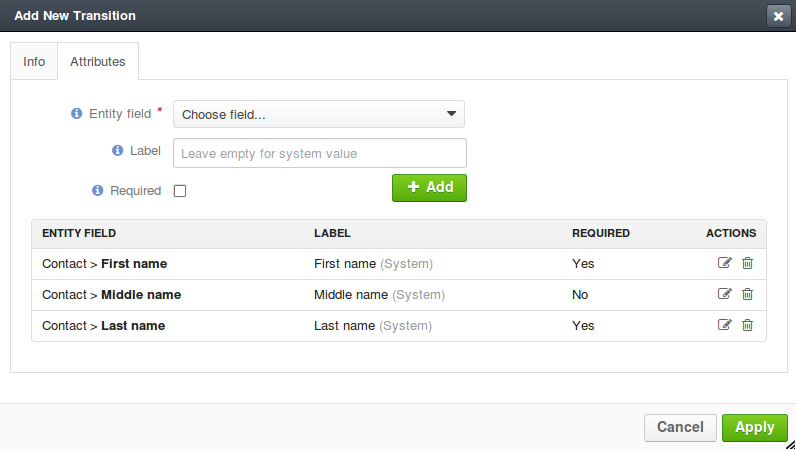 Add New Transition
Info Attributes
Entity field * Choose field...
Label Leave empty for system value
Required
Add
ENTITY FIELD LABEL REQUIRED ACTIONS
Contact > First name First name (System) Yes
Contact > Middle name Middle name (System) No
Contact > Last name Last name (System) Yes
Cancel Apply